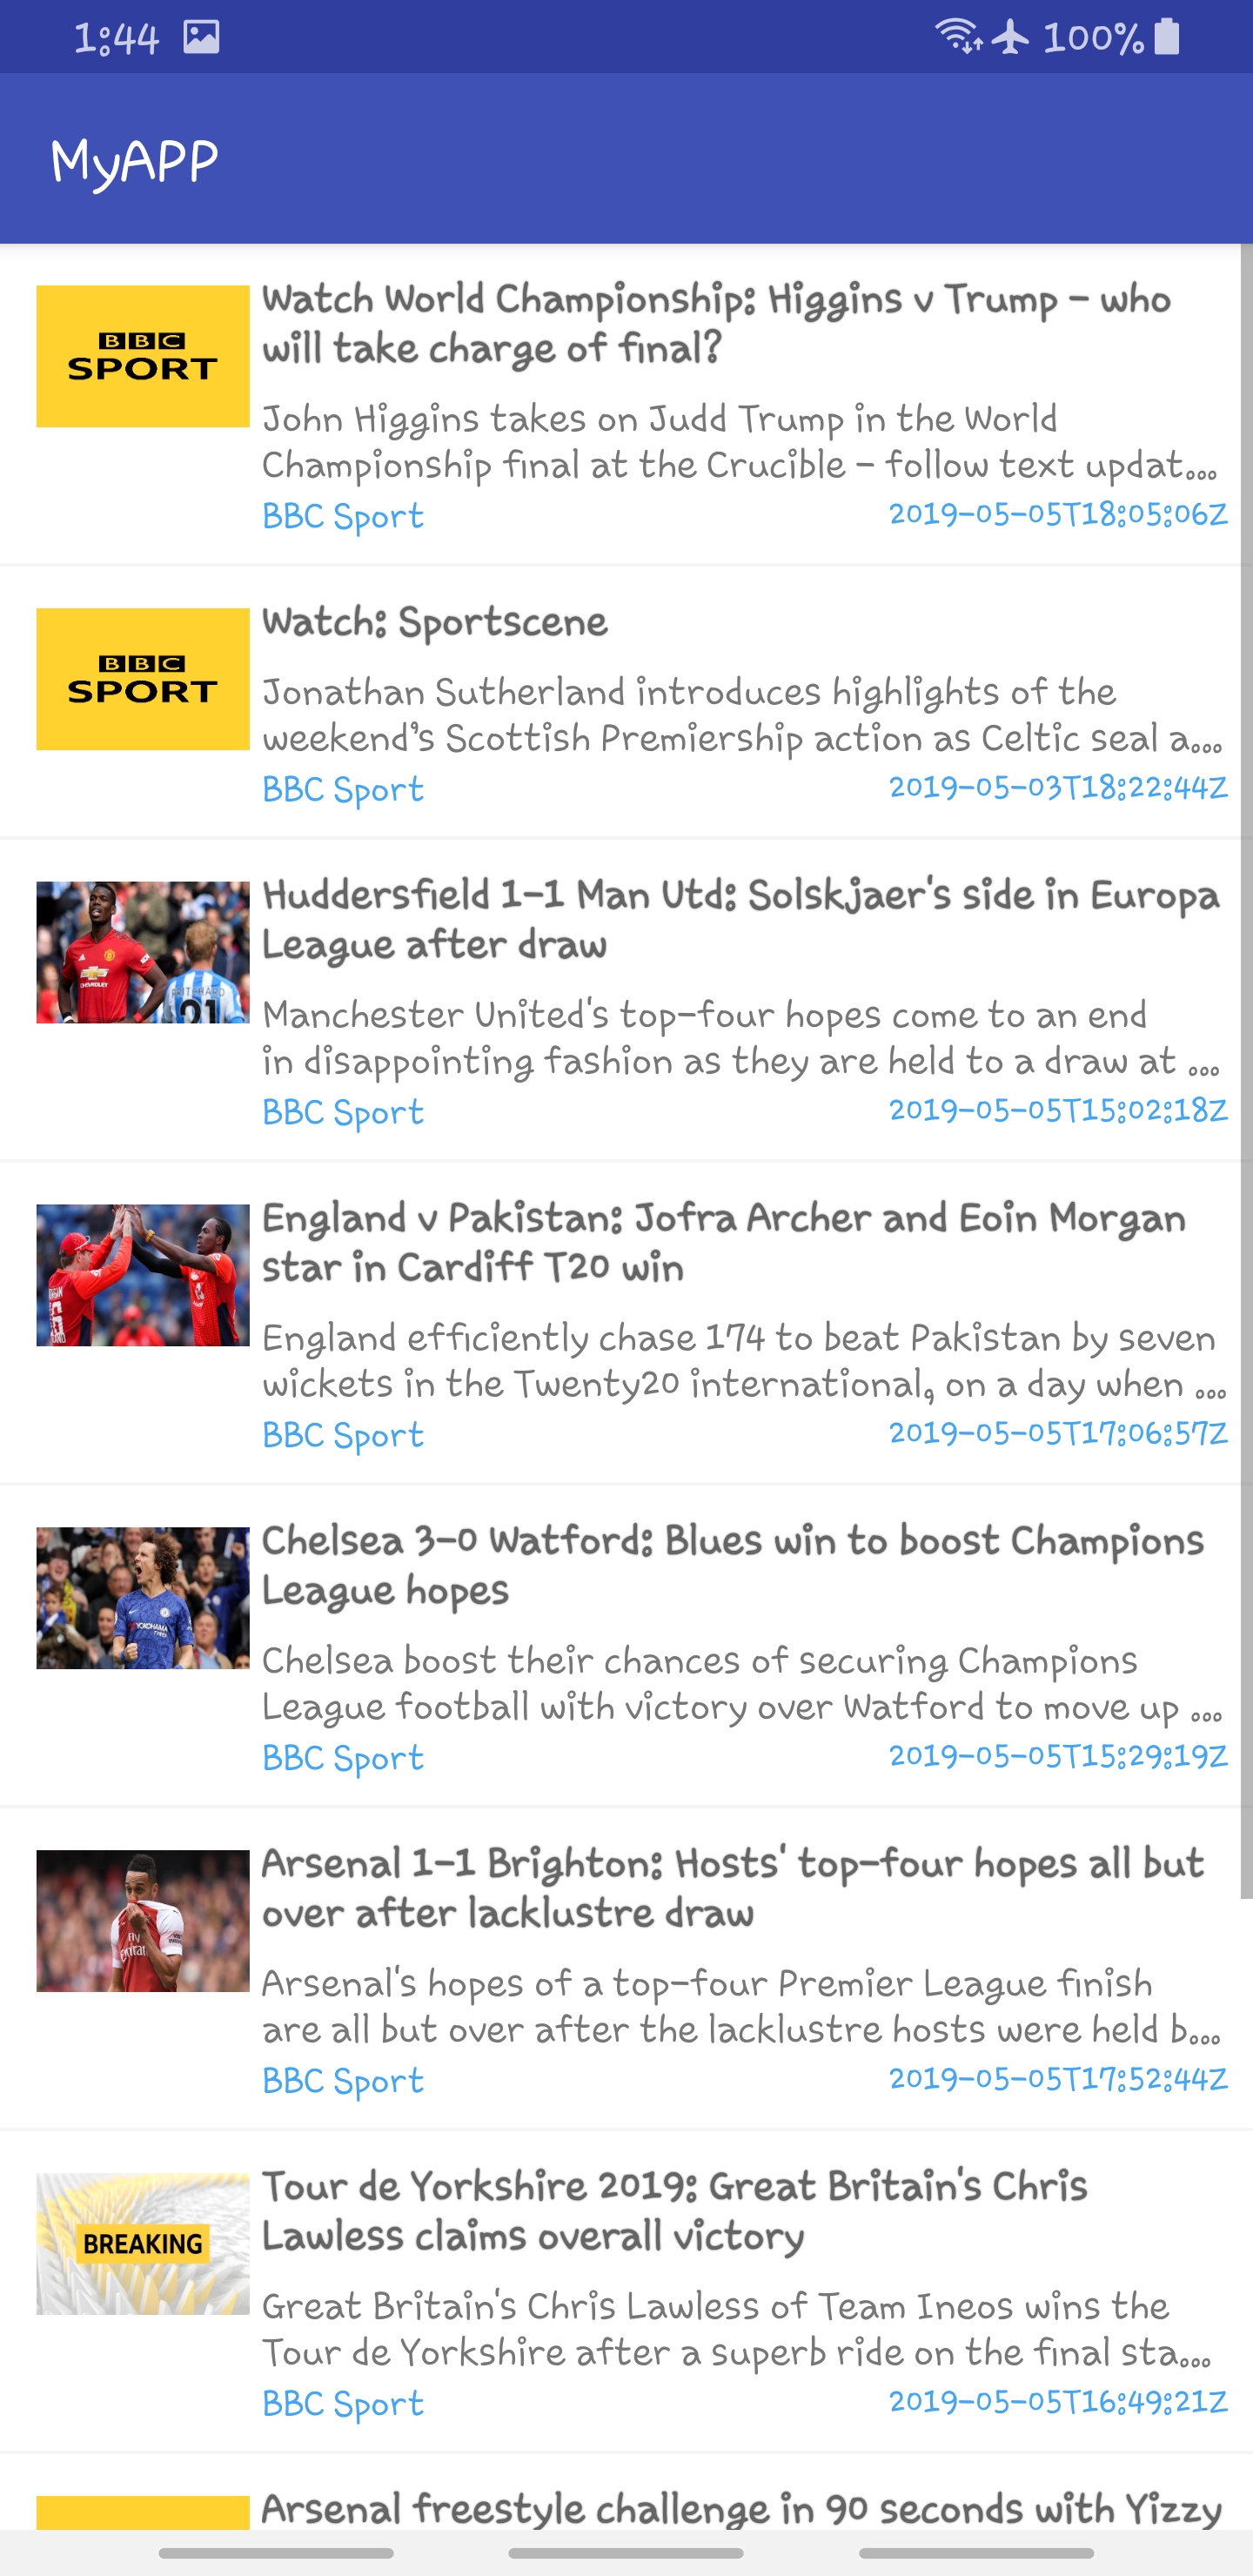 1:44 100%
MyAPP
BBC
SPORT
Watch World Championship: Higgins v Trump - who
will take charge of final?
John Higgins takes on Judd Trump in the World
Championship final at the Crucible - follow text updat...
BBC Sport 2019-05-05T18:05:06Z
BBC
SPORT
Watch: Sportscene
Jonathan Sutherland introduces highlights of the
weekend's Scottish Premiership action as Celtic seal a...
BBC Sport 2019-05-03T18:22:44Z
CHEVROLET
21
Huddersfield 1-1 Man Utd: Solskjaer's side in Europa
League after draw
Manchester United's top-four hopes come to an end
in disappointing fashion as they are held to a draw at ...
BBC Sport 2019-05-05T15:02:18Z
England v Pakistan: Jofra Archer and Eoin Morgan
star in Cardiff T20 win
England efficiently chase 174 to beat Pakistan by seven
wickets in the Twenty20 international, on a day when ...
BBC Sport 2019-05-05T17:06:57Z
YOKOHAMA
Chelsea 3-0 Watford: Blues win to boost Champions
League hopes
Chelsea boost their chances of securing Champions
League football with victory over Watford to move up ...
BBC Sport 2019-05-05T15:29:19Z
Fly
Arsenal 1-1 Brighton: Hosts' top-four hopes all but
over after lacklustre draw
Arsenal's hopes of a top-four Premier League finish
are all but over after the lacklustre hosts were held b...
BBC Sport 2019-05-05T17:52:44Z
BREAKING
Tour de Yorkshire 2019: Great Britain's Chris
Lawless claims overall victory
Great Britain's Chris Lawless of Team Ineos wins the
Tour de Yorkshire after a superb ride on the final sta...
BBC Sport 2019-05-05T16:49:21Z
Arsenal freestyle challenge in 90 seconds with Yizzy